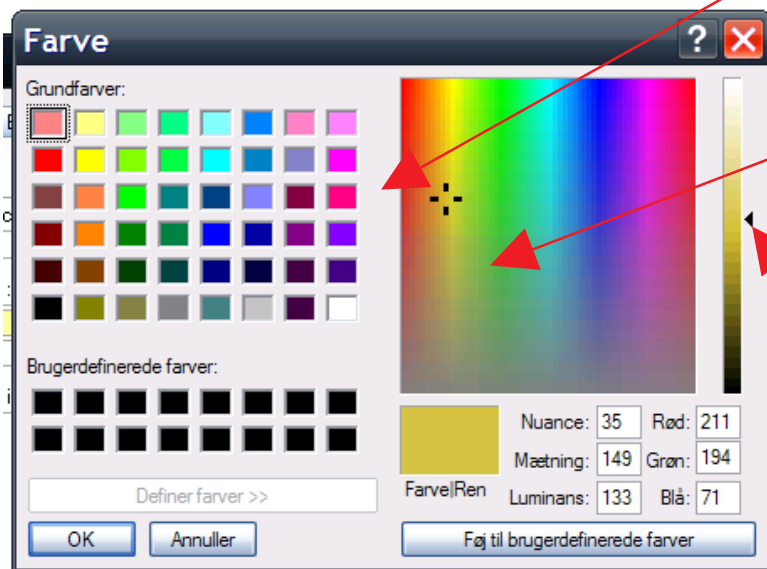 Farve
Grundfarver:
Brugerdefinerede farver:
Definer farver >>
OK Annuller
Farve|Ren
Nuance: 35 Rød: 211
Mætning: 149 Grøn: 194
Luminans: 133 Blå: 71
Føj til brugerdefinerede farver